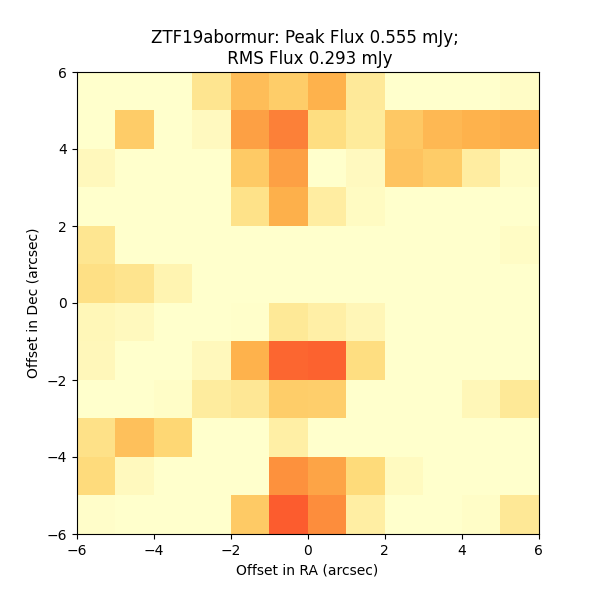 ZTF19abormur: Peak Flux 0.555 mJy;
RMS Flux 0.293 mJy
6
4
2
0
−2
−4
−6
Offset in Dec (arcsec)
−6 −4 −2 0 2 4 6
Offset in RA (arcsec)